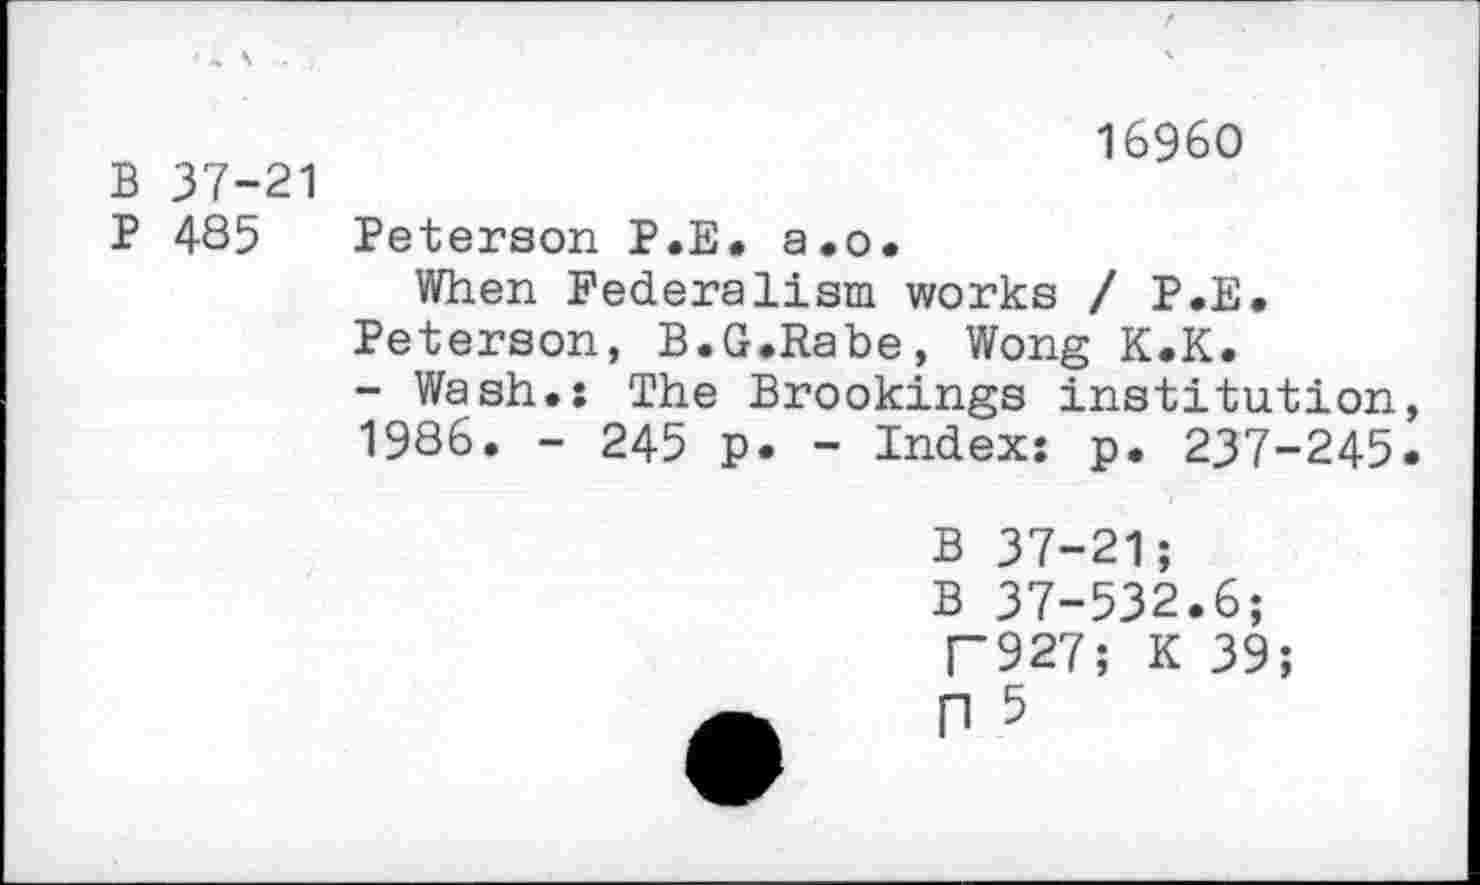 16960
B 37-21
P 485 Peterson P.E. a.o.
When Federalism works / P.E.
Peterson, B.G.Rabe, Wong K.K.
- Wash.: The Brookings institution,
1986. - 245 p. - Index: p. 237-245.
B 37-21;
B 37-532.6;
Г927; K 39;
П 5